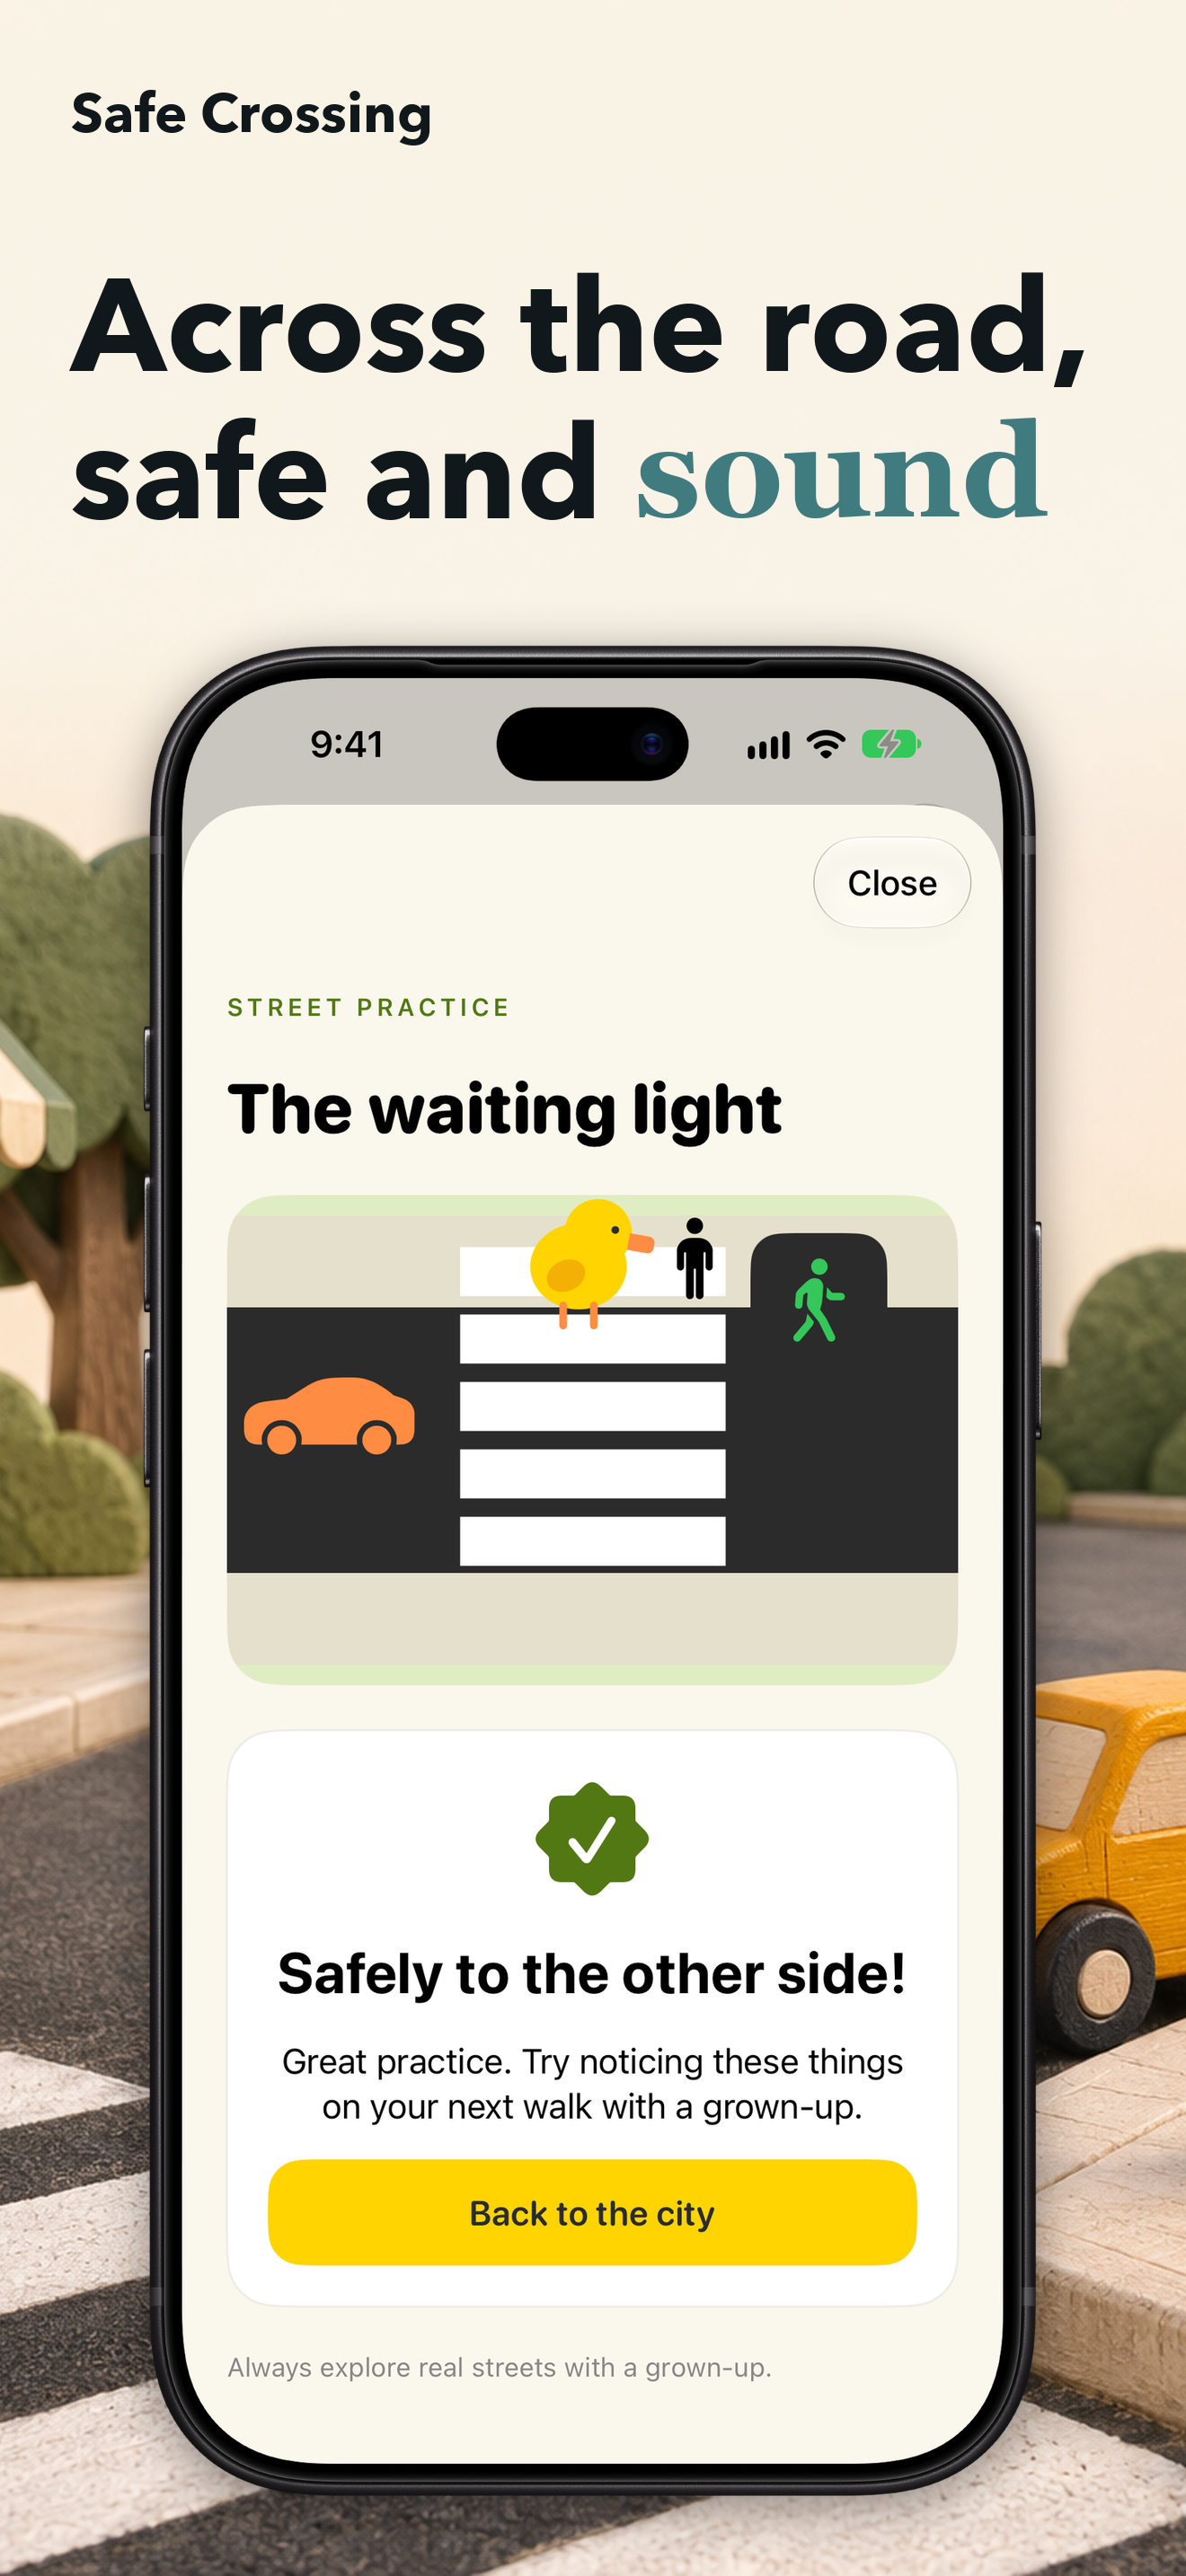 Safe Crossing
Across the road,
safe and sound
9:41
Close
STREET PRACTICE
The waiting light
Safely to the other side!
Great practice. Try noticing these things
on your next walk with a grown-up.
Back to the city
Always explore real streets with a grown-up.